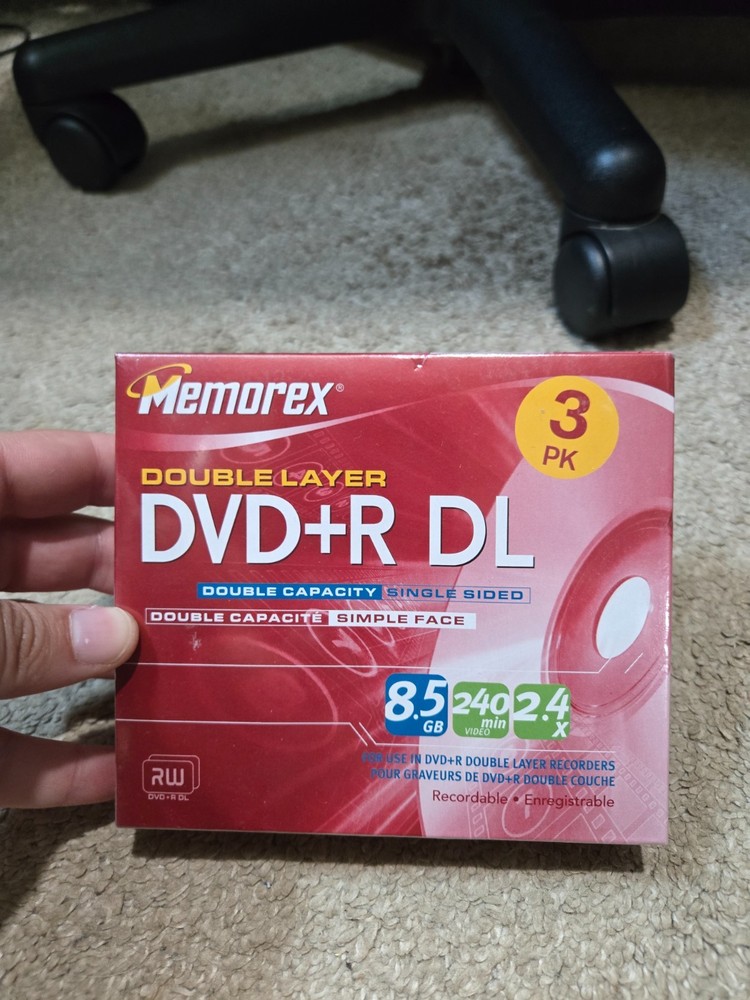 Memorex®
3
PK
DOUBLE LAYER
DVD+R DL
DOUBLE CAPACITY SINGLE SIDED
DOUBLE CAPACITÉ SIMPLE FACE
8.5 GB
240 min VIDEO
2.4 X
FOR USE IN DVD+R DOUBLE LAYER RECORDERS
POUR GRAVEURS DE DVD+R DOUBLE COUCHE
Recordable • Enregistrable
RW
DVD+R DL